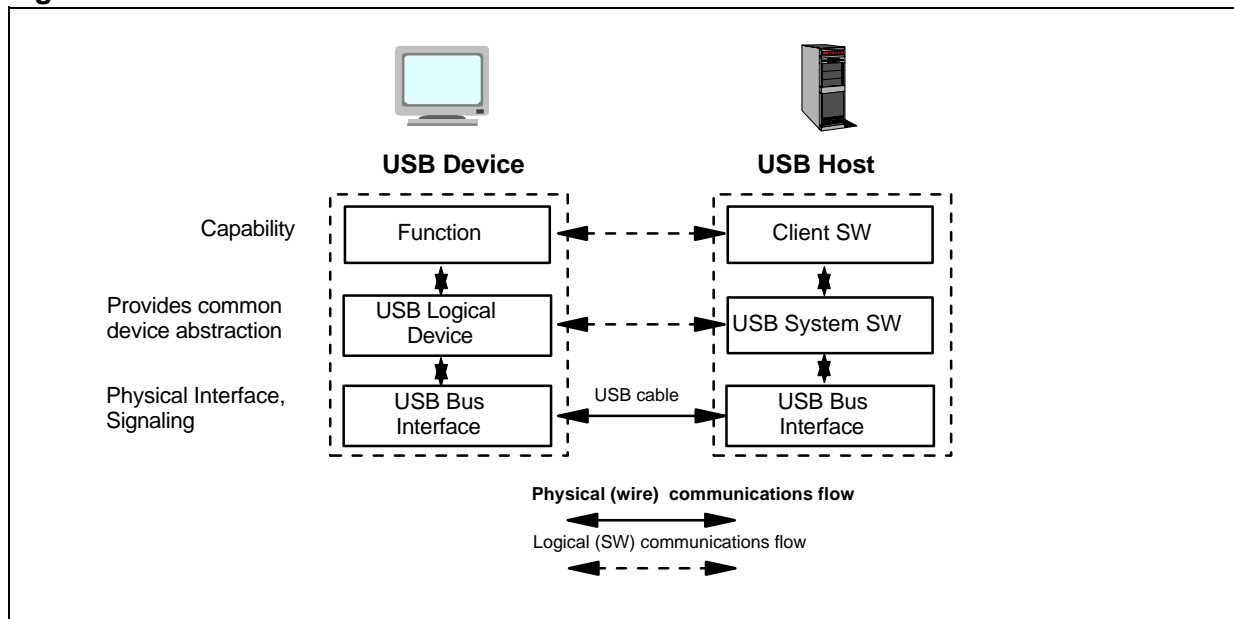 USB Device
USB Host
Capability
Function
Client SW
Provides common
device abstraction
USB Logical
Device
USB System SW
Physical Interface,
Signaling
USB Bus
Interface
USB cable
USB Bus
Interface
Physical (wire) communications flow
Logical (SW) communications flow